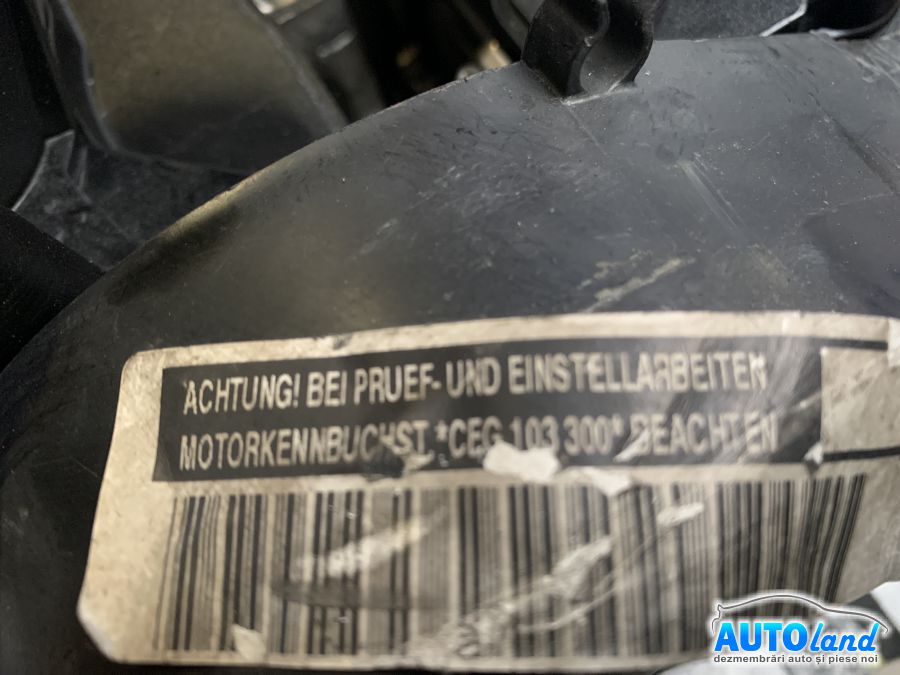 ACHTUNG! BEI PRUEF- UND EINSTELLARBEITEN
MOTORKENNBUCHST. *CEG 103 300* BEACHTEN
AUTOland
dezmembrări auto și piese noi